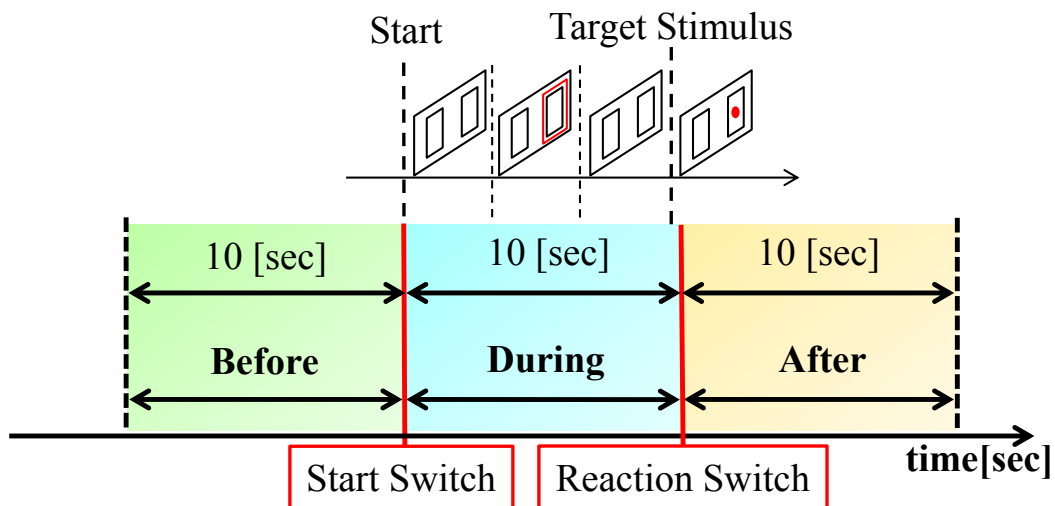 Start
Target Stimulus
10 [sec]
10 [sec]
10 [sec]
Before
During
After
time[sec]
Start Switch
Reaction Switch